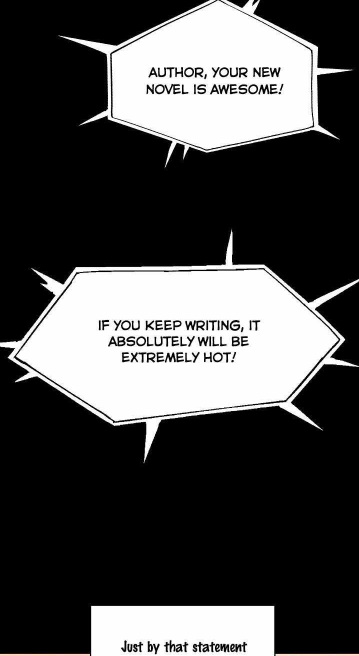 AUTHOR, YOUR NEW
NOVEL IS AWESOME!
IF YOU KEEP WRITING, IT
ABSOLUTELY WILL BE
EXTREMELY HOT!
Just by that statement